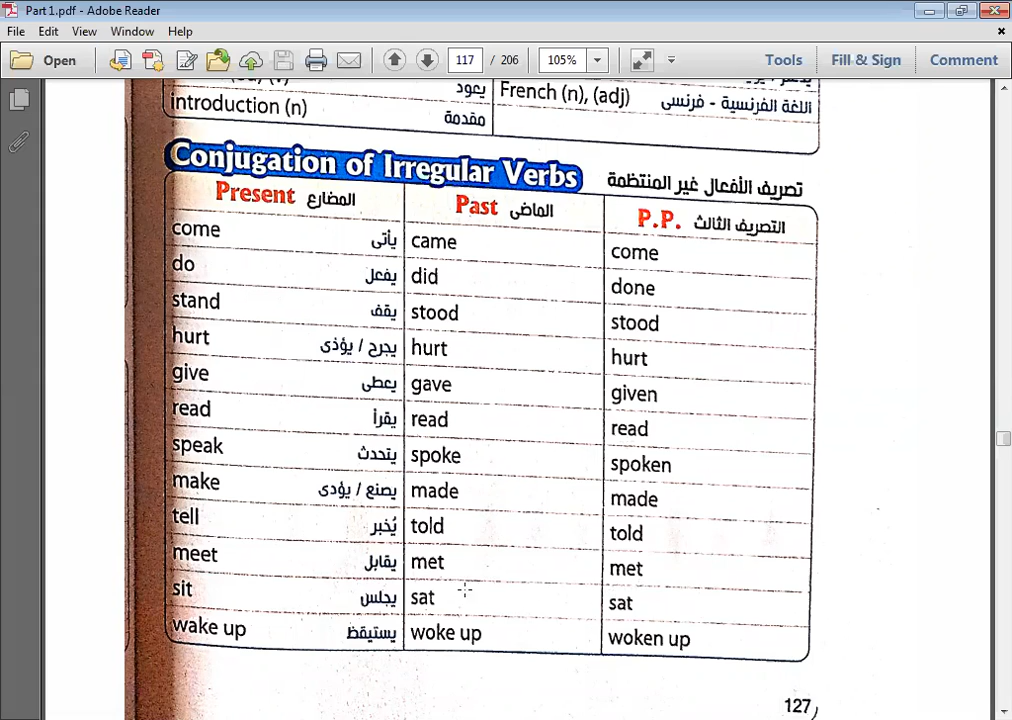 Part 1.pdf - Adobe Reader
File Edit View Window Help
Open 117 / 206 105% Tools Fill & Sign Comment
يعود
introduction (n) مقدمة
French (n), (adj) اللغة الفرنسية - فرنسى
Conjugation of Irregular Verbs تصريف الأفعال غير المنتظمة
Present المضارع Past الماضى P.P. التصريف الثالث
come يأتى came come
do يفعل did done
stand يقف stood stood
hurt يجرح / يؤذى hurt hurt
give يعطى gave given
read يقرأ read read
speak يتحدث spoke spoken
make يصنع / يؤدى made made
tell يُخبر told told
meet يقابل met met
sit يجلس sat sat
wake up يستيقظ woke up woken up
127